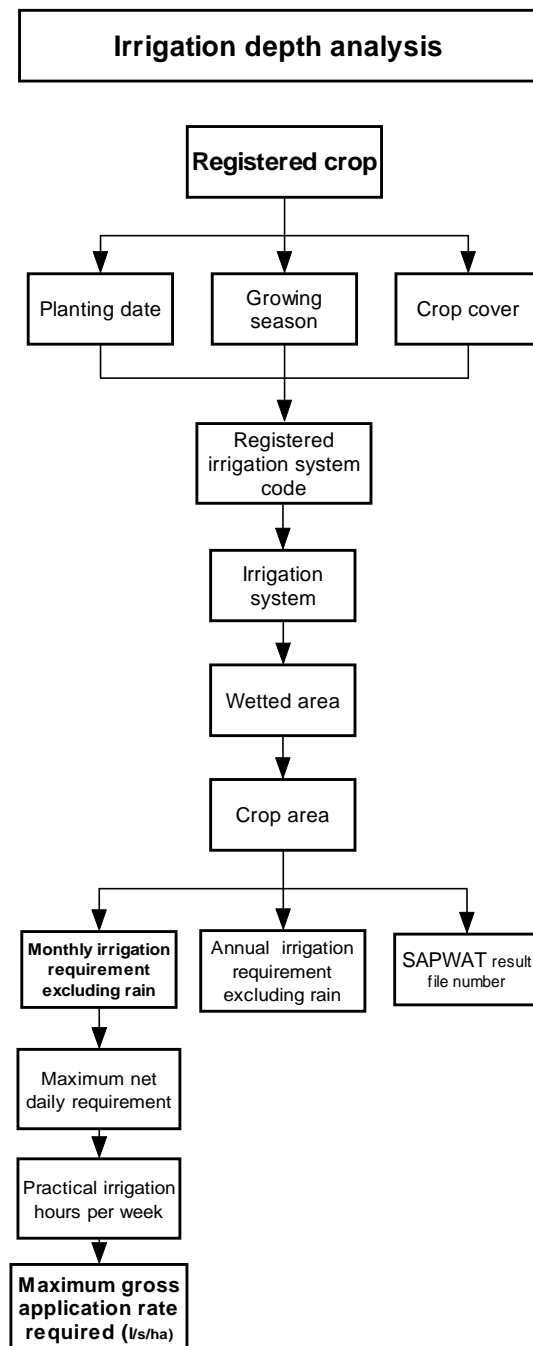 Irrigation depth analysis
Registered crop
Planting date
Growing
season
Crop cover
Registered
irrigation system
code
Irrigation
system
Wetted area
Crop area
Monthly irrigation
requirement
excluding rain
Annual irrigation
requirement
excluding rain
SAPWAT result
file number
Maximum net
daily requirement
Practical irrigation
hours per week
Maximum gross
application rate
required (l/s/ha)